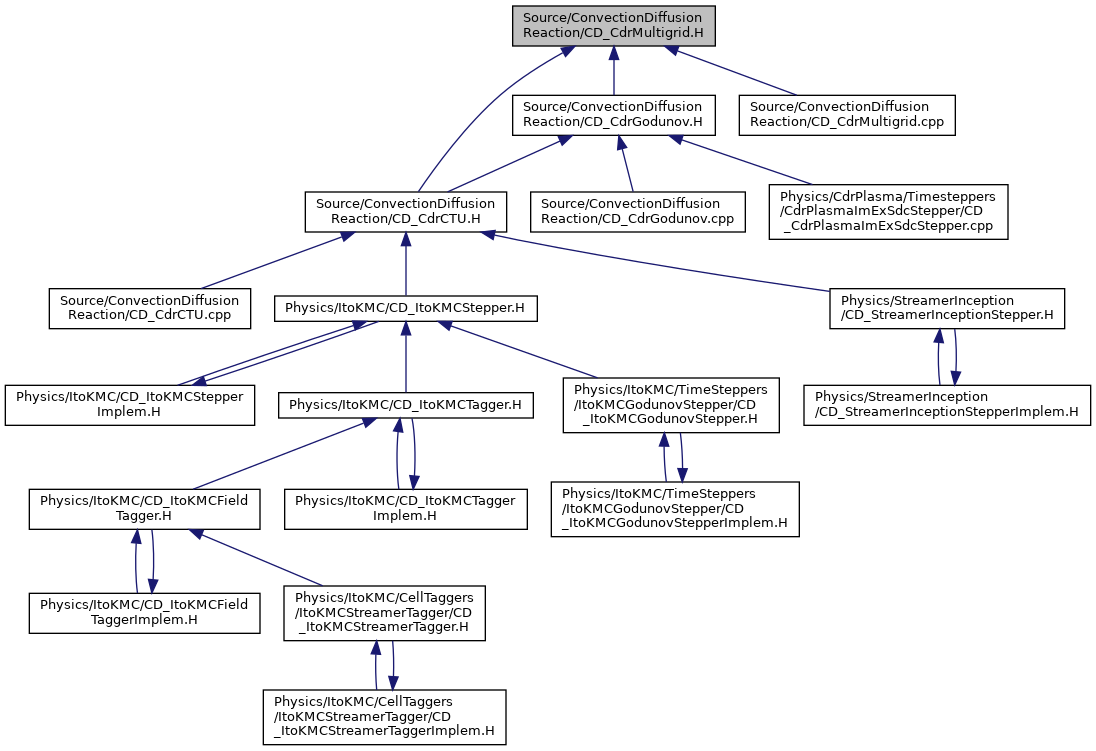 Source/ConvectionDiffusion
Reaction/CD_CdrMultigrid.H
Source/ConvectionDiffusion
Reaction/CD_CdrGodunov.H
Source/ConvectionDiffusion
Reaction/CD_CdrMultigrid.cpp
Source/ConvectionDiffusion
Reaction/CD_CdrCTU.H
Source/ConvectionDiffusion
Reaction/CD_CdrGodunov.cpp
Physics/CdrPlasma/Timesteppers
/CdrPlasmaImExSdcStepper/CD
_CdrPlasmaImExSdcStepper.cpp
Source/ConvectionDiffusion
Reaction/CD_CdrCTU.cpp
Physics/ItoKMC/CD_ItoKMCStepper.H
Physics/StreamerInception
/CD_StreamerInceptionStepper.H
Physics/ItoKMC/CD_ItoKMCStepper
Implem.H
Physics/ItoKMC/CD_ItoKMCTagger.H
Physics/ItoKMC/TimeSteppers
/ItoKMCGodunovStepper/CD
_ItoKMCGodunovStepper.H
Physics/StreamerInception
/CD_StreamerInceptionStepperImplem.H
Physics/ItoKMC/CD_ItoKMCField
Tagger.H
Physics/ItoKMC/CD_ItoKMCTagger
Implem.H
Physics/ItoKMC/TimeSteppers
/ItoKMCGodunovStepper/CD
_ItoKMCGodunovStepperImplem.H
Physics/ItoKMC/CD_ItoKMCField
TaggerImplem.H
Physics/ItoKMC/CellTaggers
/ItoKMCStreamerTagger/CD
_ItoKMCStreamerTagger.H
Physics/ItoKMC/CellTaggers
/ItoKMCStreamerTagger/CD
_ItoKMCStreamerTaggerImplem.H